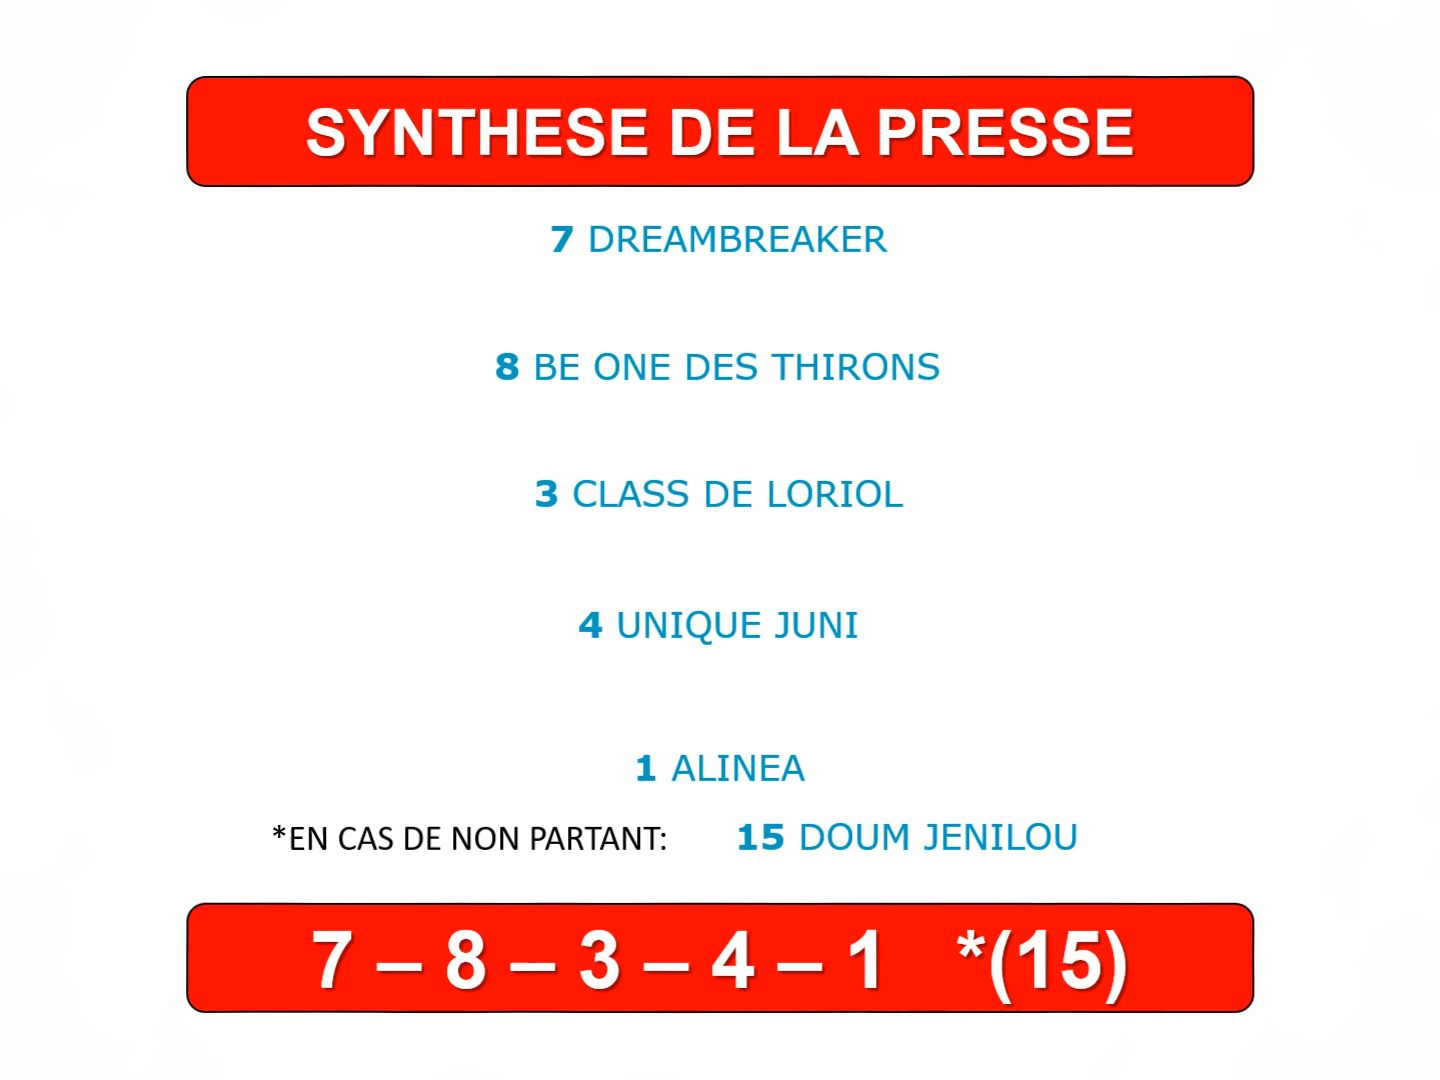 SYNTHESE DE LA PRESSE
7 DREAMBREAKER
8 BE ONE DES THIRONS
3 CLASS DE LORIOL
4 UNIQUE JUNI
1 ALINEA
*EN CAS DE NON PARTANT: 15 DOUM JENILOU
7 – 8 – 3 – 4 – 1 *(15)